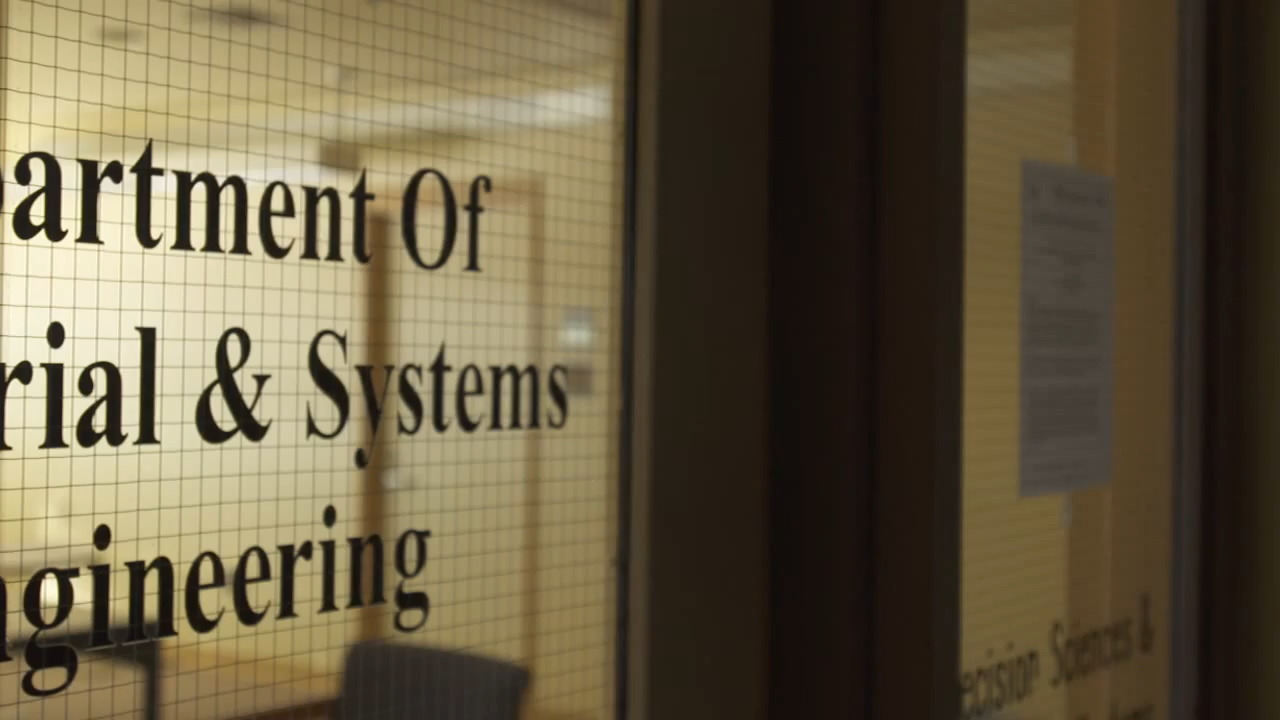 partment Of
rial & Systems
ngineering
ecision Sciences &